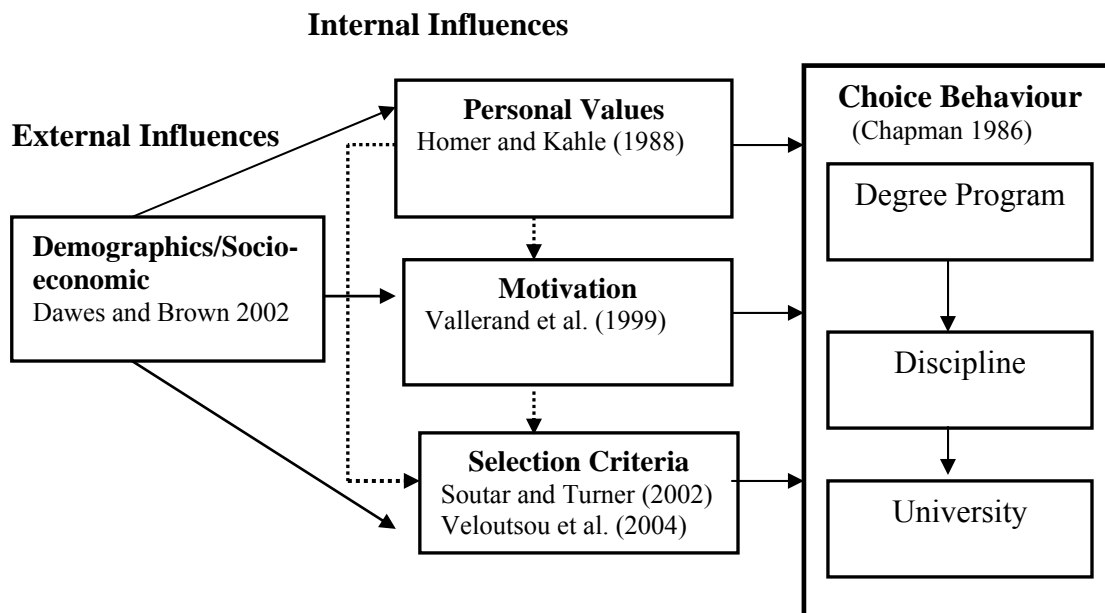 Internal Influences
External Influences
Demographics/Socio-
economic
Dawes and Brown 2002
Personal Values
Homer and Kahle (1988)
Motivation
Vallerand et al. (1999)
Selection Criteria
Soutar and Turner (2002)
Veloutsou et al. (2004)
Choice Behaviour
(Chapman 1986)
Degree Program
Discipline
University